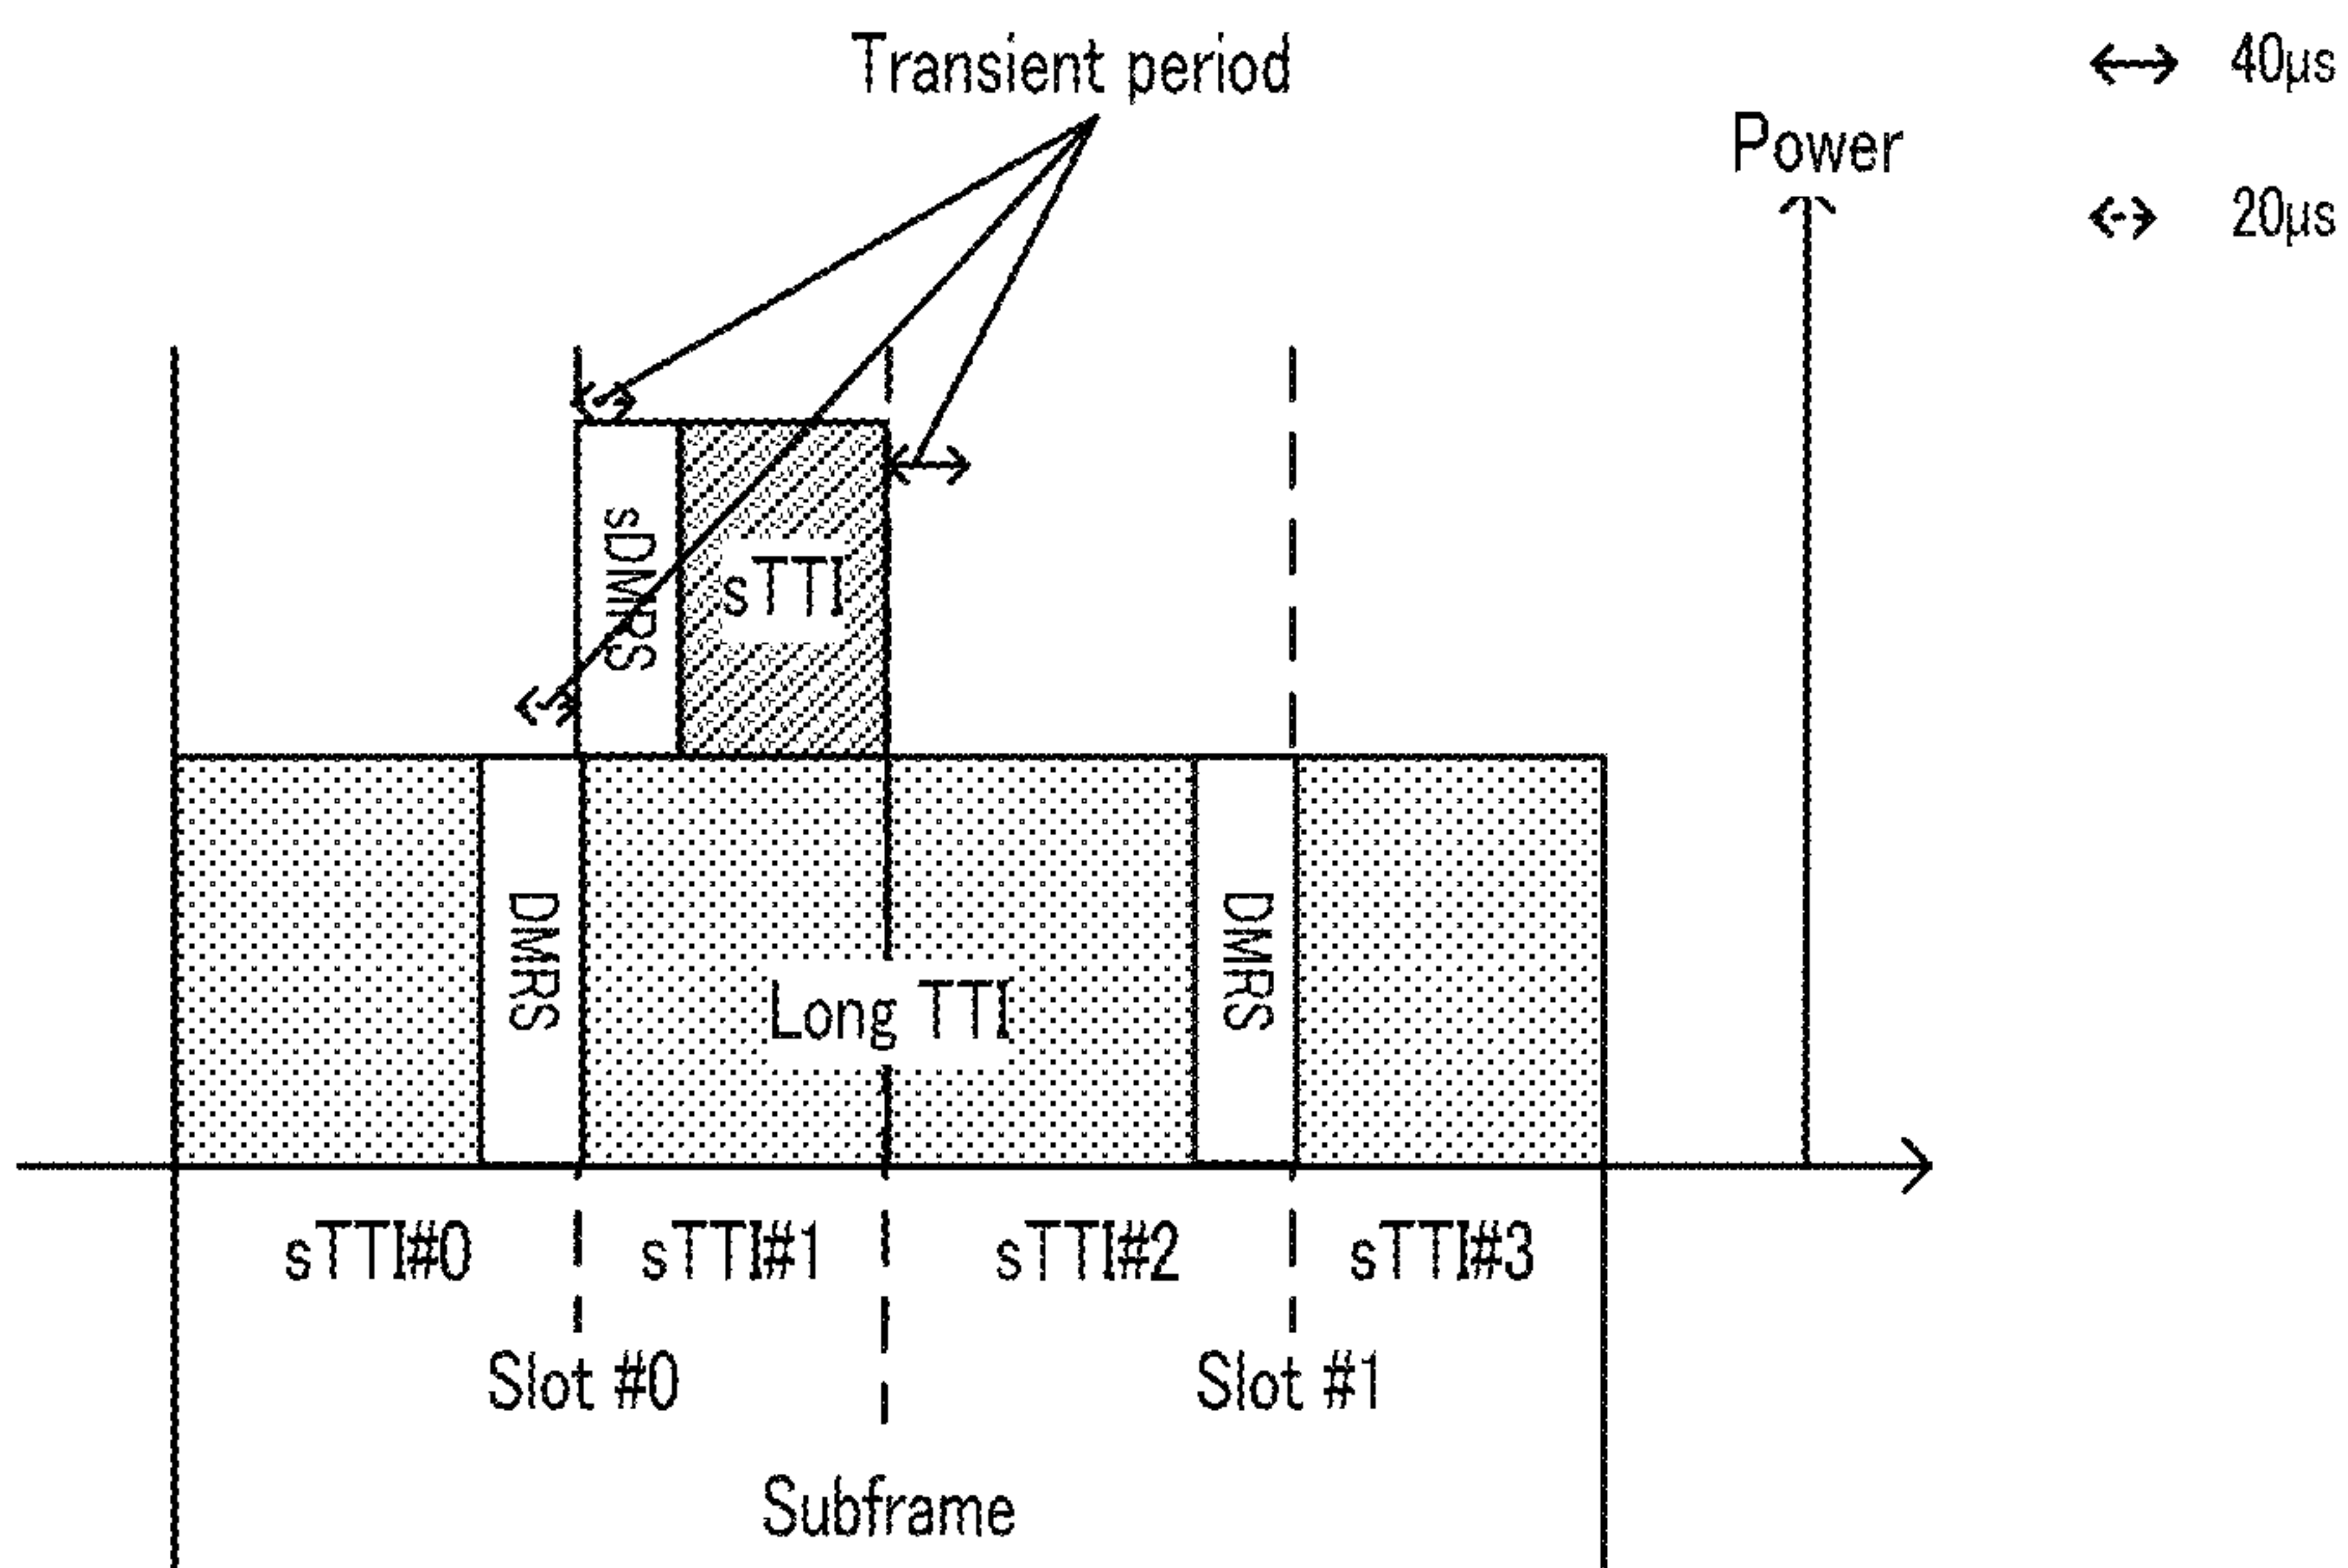 Transient period
40µs
Power
20µs
sDMRS
sTTI
DMRS
DMRS
Long TTI
sTTI#0
sTTI#1
sTTI#2
sTTI#3
Slot #0
Slot #1
Subframe